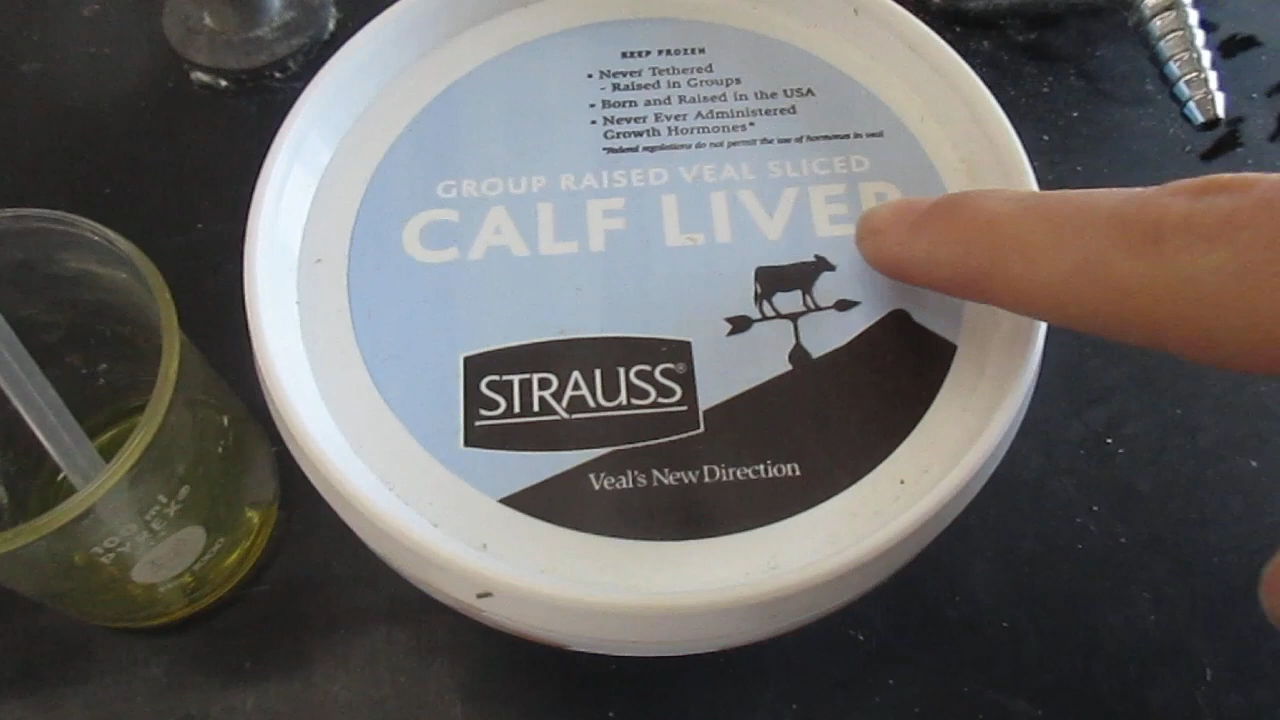 KEEP FROZEN
• Never Tethered
- Raised in Groups
• Born and Raised in the USA
• Never Ever Administered
Growth Hormones*
*Federal regulations do not permit the use of hormones in veal
GROUP RAISED VEAL SLICED
CALF LIVER
STRAUSS®
Veal's New Direction
100 ml
PYREX